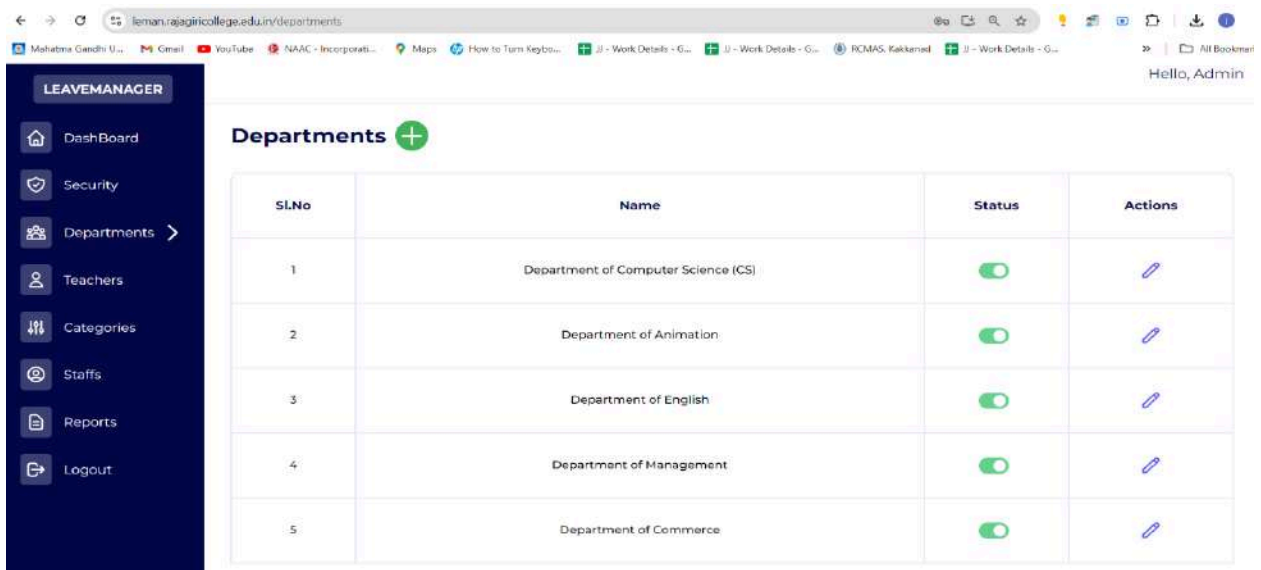 leman.rajagiricollege.edu.in/departments
Mahatma Gandhi U... Gmail YouTube NAAC - Incorporati... Maps How to Turn Keybo... JJ - Work Details - G... JJ - Work Details - G... RCMAS, Kakkanad JJ - Work Details - G... » All Bookmar
LEAVEMANAGER
Hello, Admin
DashBoard
Security
Departments
Teachers
Categories
Staffs
Reports
Logout
Departments
Sl.No Name Status Actions
1 Department of Computer Science (CS)
2 Department of Animation
3 Department of English
4 Department of Management
5 Department of Commerce